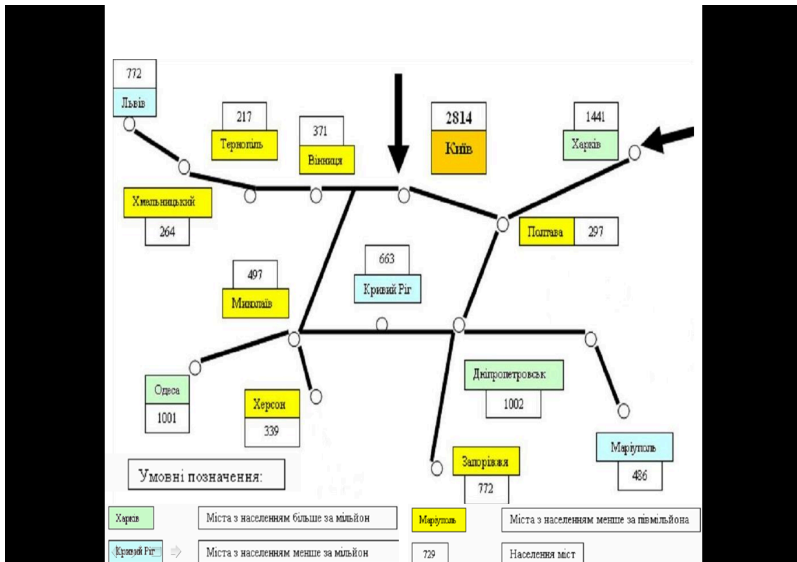 772
Львів
217
Тернопіль
371
Вінниця
2814
Київ
1441
Харків
Хмельницький
264
Полтава 297
497
Миколаїв
663
Кривий Ріг
Одеса
1001
Херсон
339
Дніпропетровськ
1002
Запоріжжя
772
Маріуполь
486
Умовні позначення:
Харків Міста з населенням більше за мільйон
Маріуполь Міста з населенням менше за півмільйона
Кривий Ріг Міста з населенням менше за мільйон
729 Населення міст